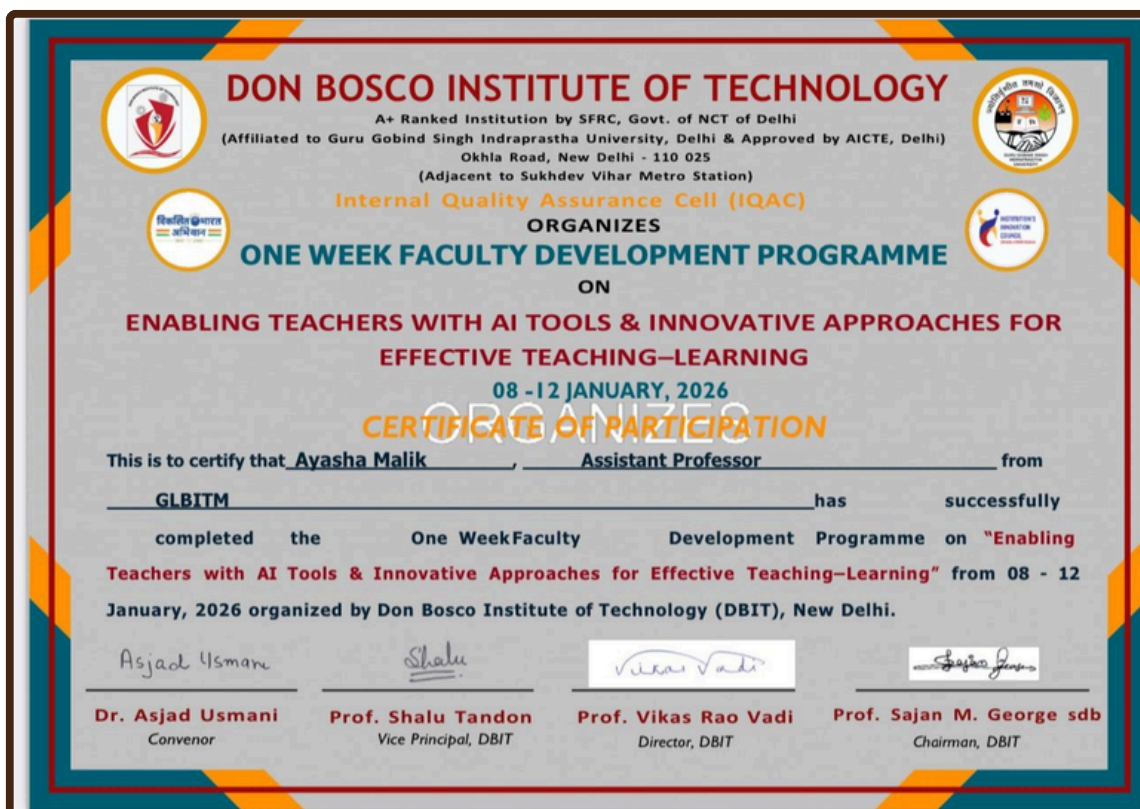 DON BOSCO INSTITUTE OF TECHNOLOGY
A+ Ranked Institution by SFRC, Govt. of NCT of Delhi
(Affiliated to Guru Gobind Singh Indraprastha University, Delhi & Approved by AICTE, Delhi)
Okhla Road, New Delhi - 110 025
(Adjacent to Sukhdev Vihar Metro Station)
विकसित भारत
अभियान
Internal Quality Assurance Cell (IQAC)
INSTITUTION'S
INNOVATION
COUNCIL
ORGANIZES
ONE WEEK FACULTY DEVELOPMENT PROGRAMME
ON
ENABLING TEACHERS WITH AI TOOLS & INNOVATIVE APPROACHES FOR
EFFECTIVE TEACHING–LEARNING
08 -12 JANUARY, 2026
ORGANIZES
CERTIFICATE OF PARTICIPATION
This is to certify that Ayasha Malik , Assistant Professor from
GLBITM has successfully
completed the One WeekFaculty Development Programme on "Enabling
Teachers with AI Tools & Innovative Approaches for Effective Teaching–Learning" from 08 - 12
January, 2026 organized by Don Bosco Institute of Technology (DBIT), New Delhi.
Asjad Usmani Shalu Vikas Vadi
Dr. Asjad Usmani Prof. Shalu Tandon Prof. Vikas Rao Vadi Prof. Sajan M. George sdb
Convenor Vice Principal, DBIT Director, DBIT Chairman, DBIT